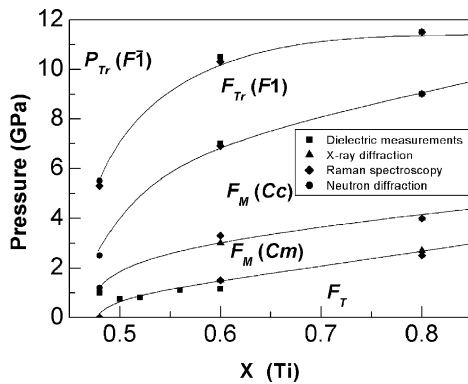 Pressure (GPa)
12
10
8
6
4
2
0
P_Tr (F1̄)
F_Tr (F1)
F_M (Cc)
F_M (Cm)
F_T
Dielectric measurements
X-ray diffraction
Raman spectroscopy
Neutron diffraction
0.5
0.6
0.7
0.8
X (Ti)